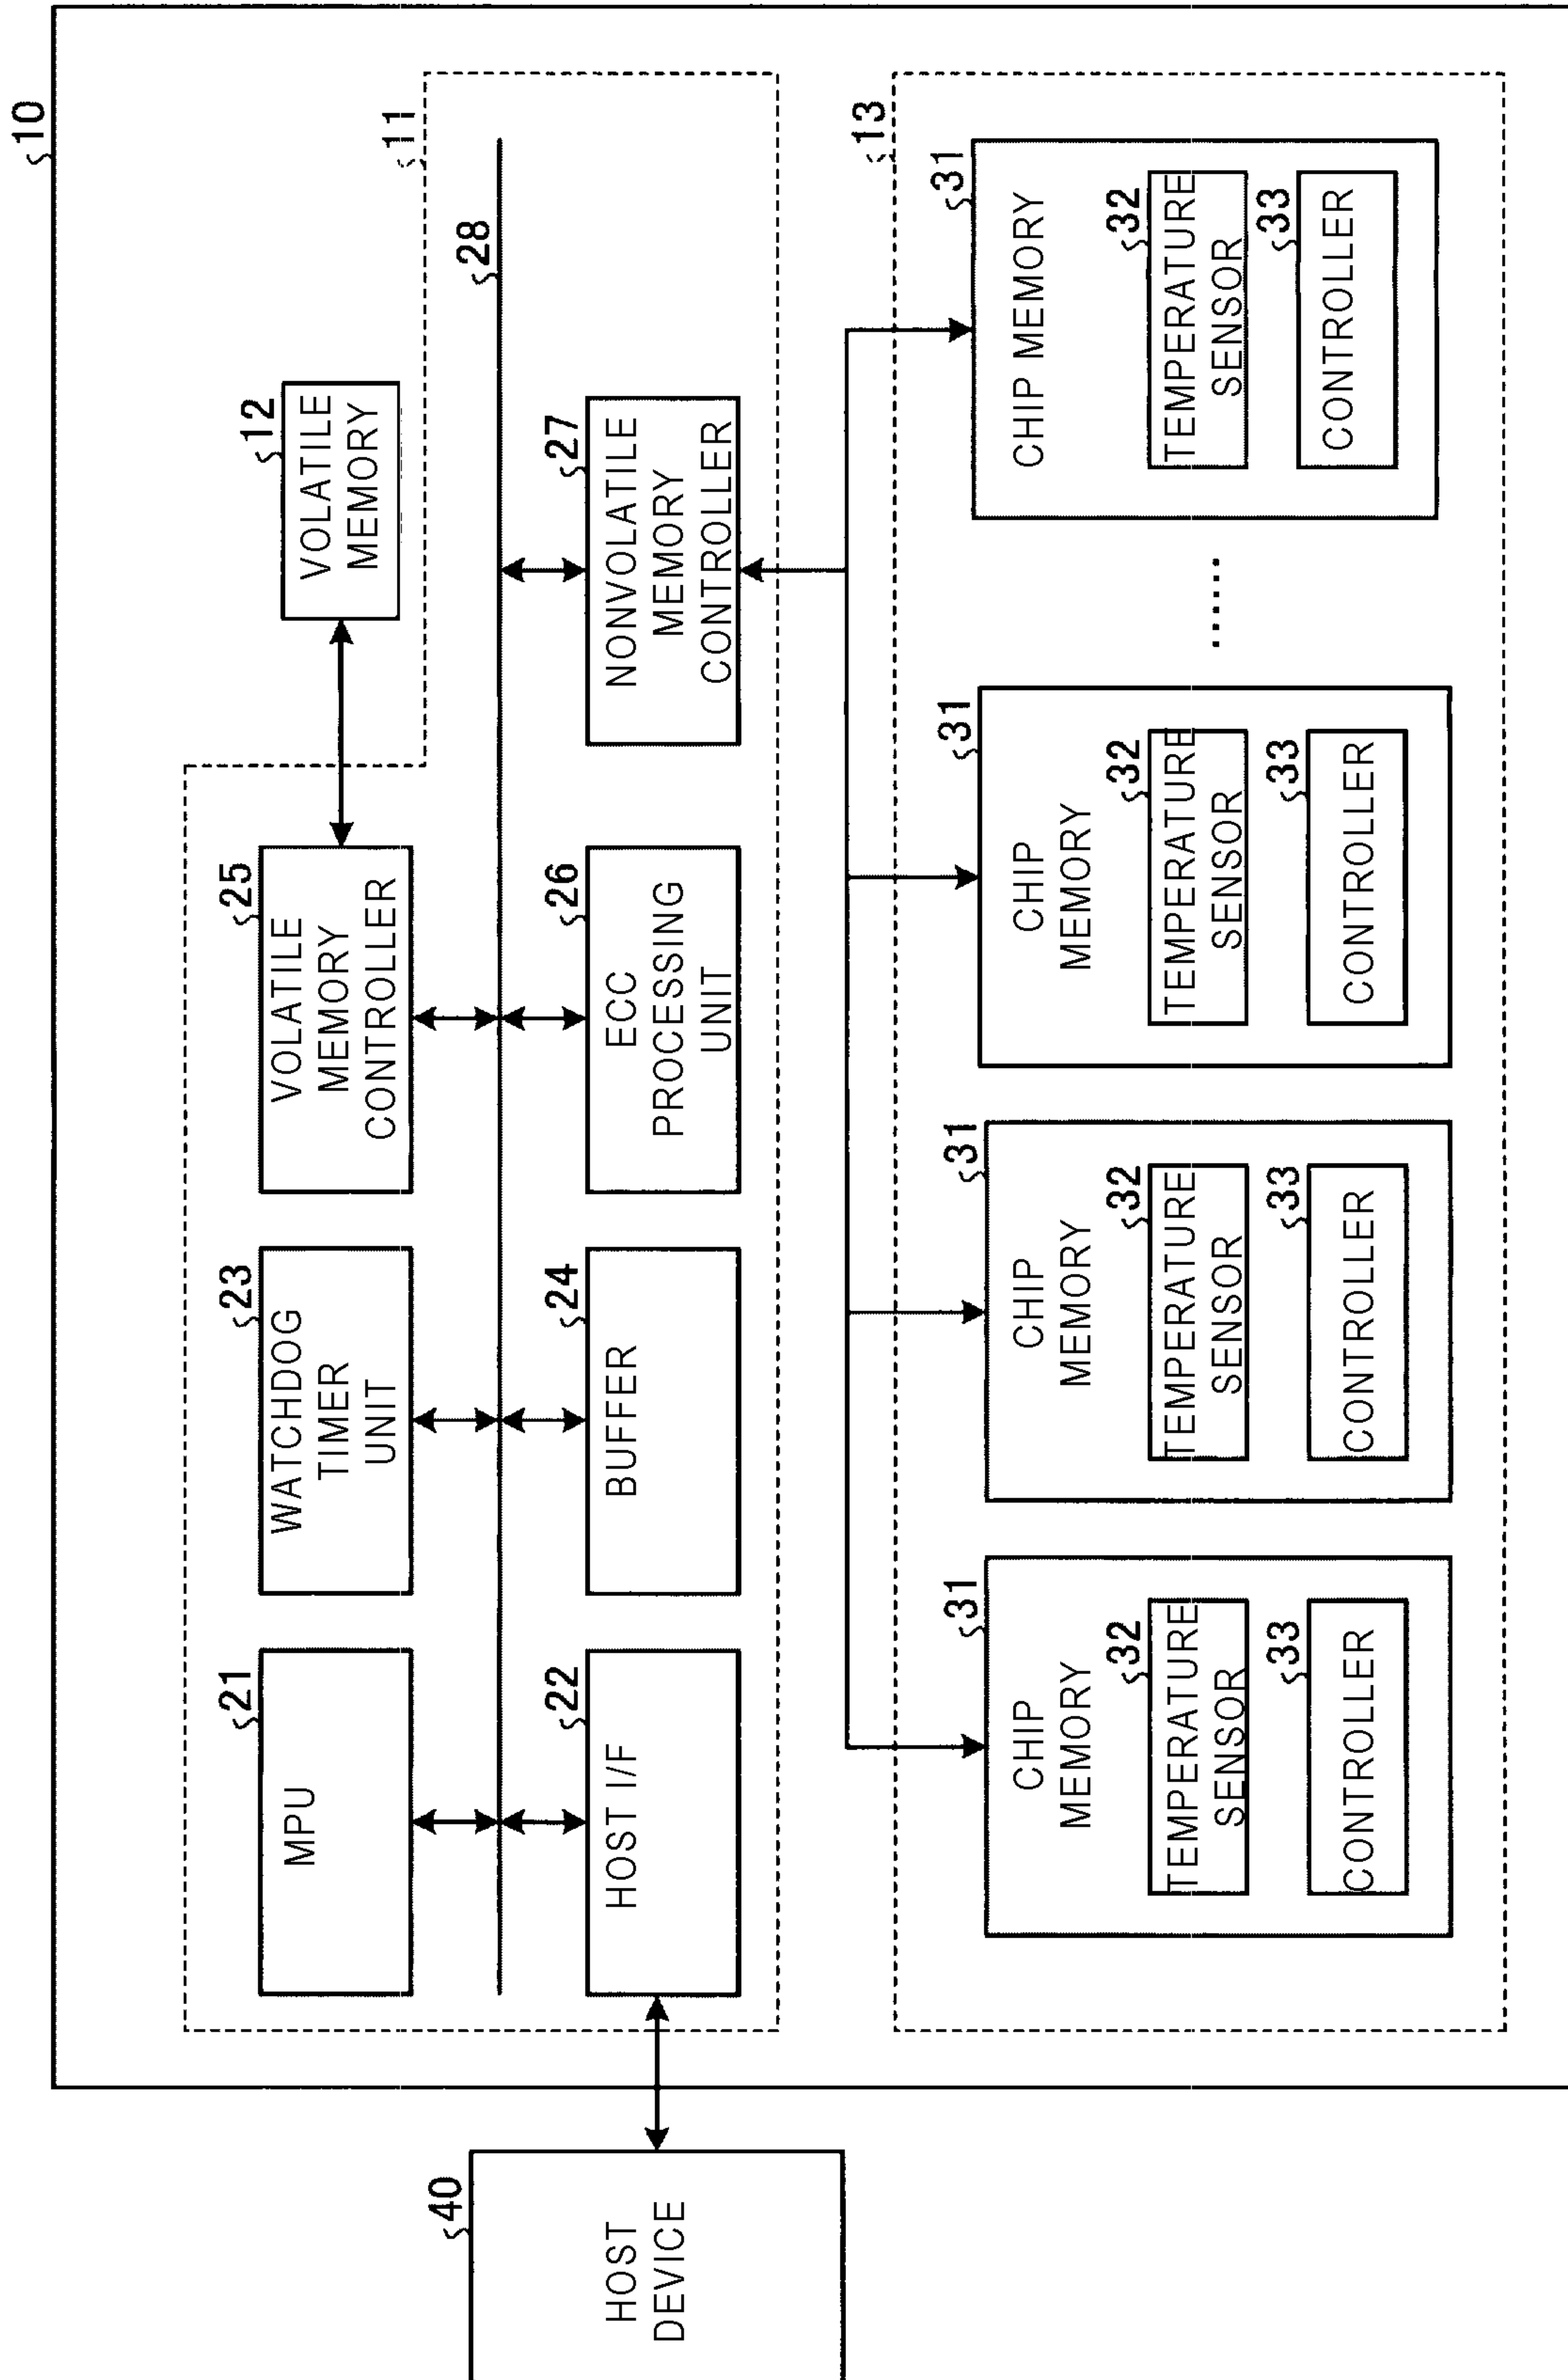 10
11
21
MPU
23
WATCHDOG
TIMER
UNIT
25
VOLATILE
MEMORY
CONTROLLER
12
VOLATILE
MEMORY
28
40
HOST
DEVICE
22
HOST I/F
24
BUFFER
26
ECC
PROCESSING
UNIT
27
NONVOLATILE
MEMORY
CONTROLLER
13
31
CHIP
MEMORY
32
TEMPERATURE
SENSOR
33
CONTROLLER
31
CHIP
MEMORY
32
TEMPERATURE
SENSOR
33
CONTROLLER
31
CHIP
MEMORY
32
TEMPERATURE
SENSOR
33
CONTROLLER
......
31
CHIP MEMORY
32
TEMPERATURE
SENSOR
33
CONTROLLER